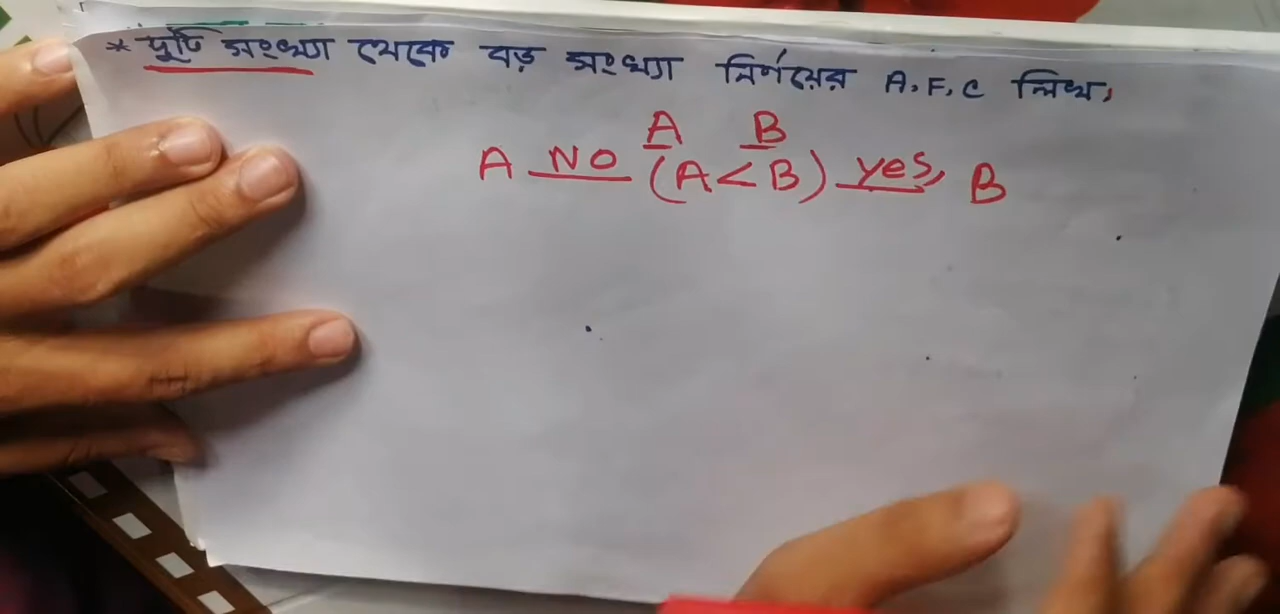 * দুটি সংখ্যা থেকে বড় সংখ্যা নির্ণয়ের A, F, C লিখ,
A B
A NO (A<B) yes, B